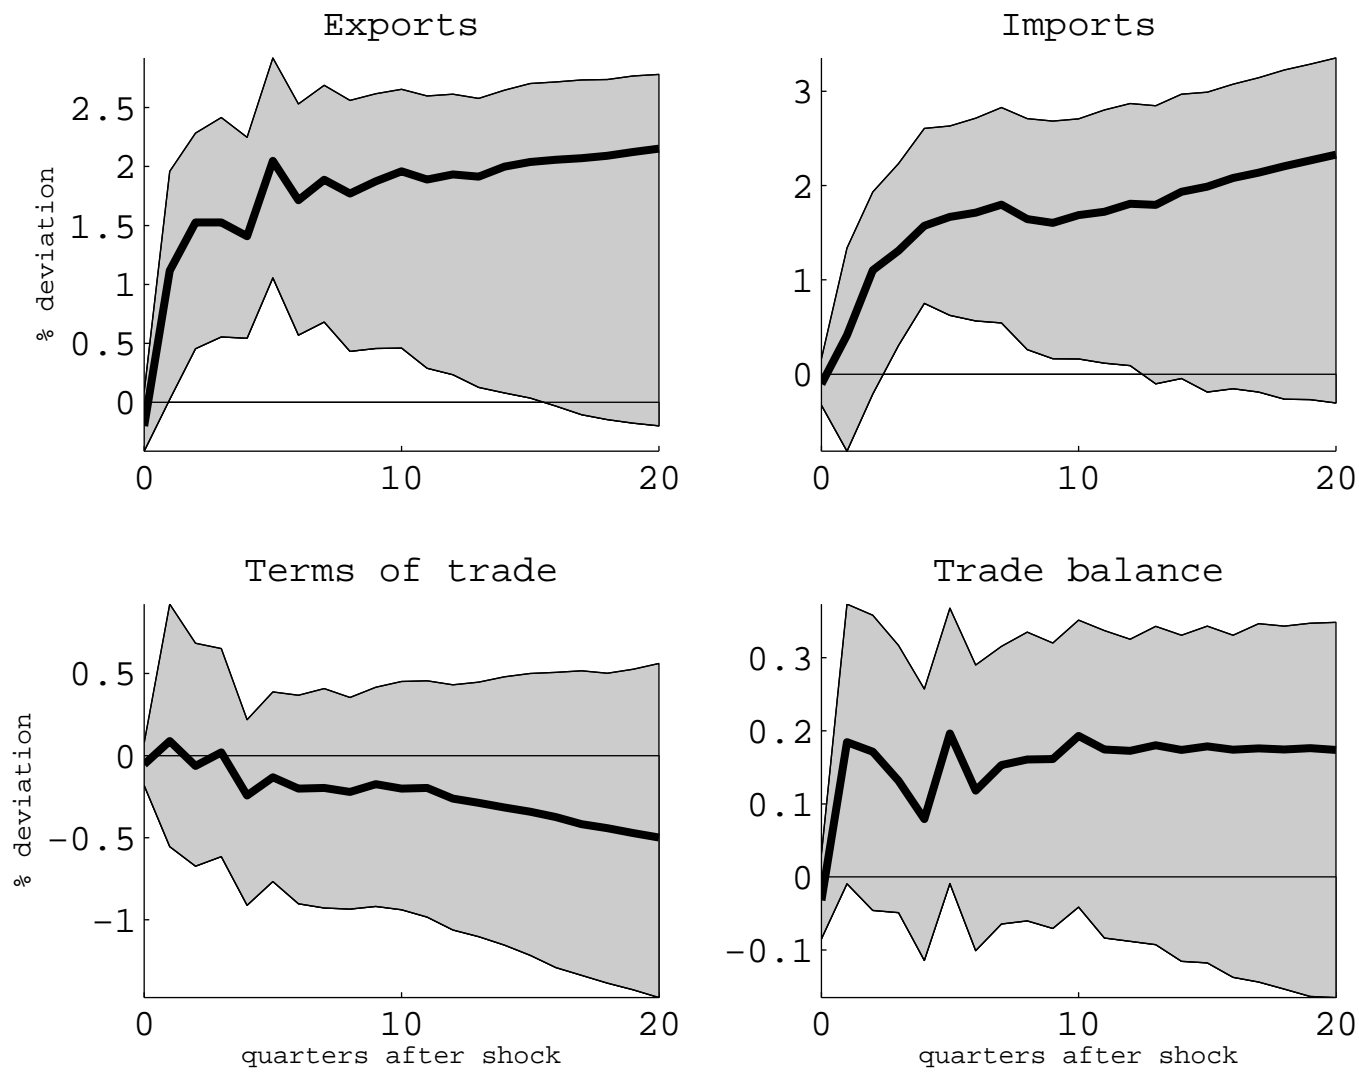 Exports
% deviation
2.5
2
1.5
1
0.5
0
0 10 20
Imports
3
2
1
0
0 10 20
Terms of trade
% deviation
0.5
0
−0.5
−1
0 10 20
quarters after shock
Trade balance
0.3
0.2
0.1
0
−0.1
0 10 20
quarters after shock